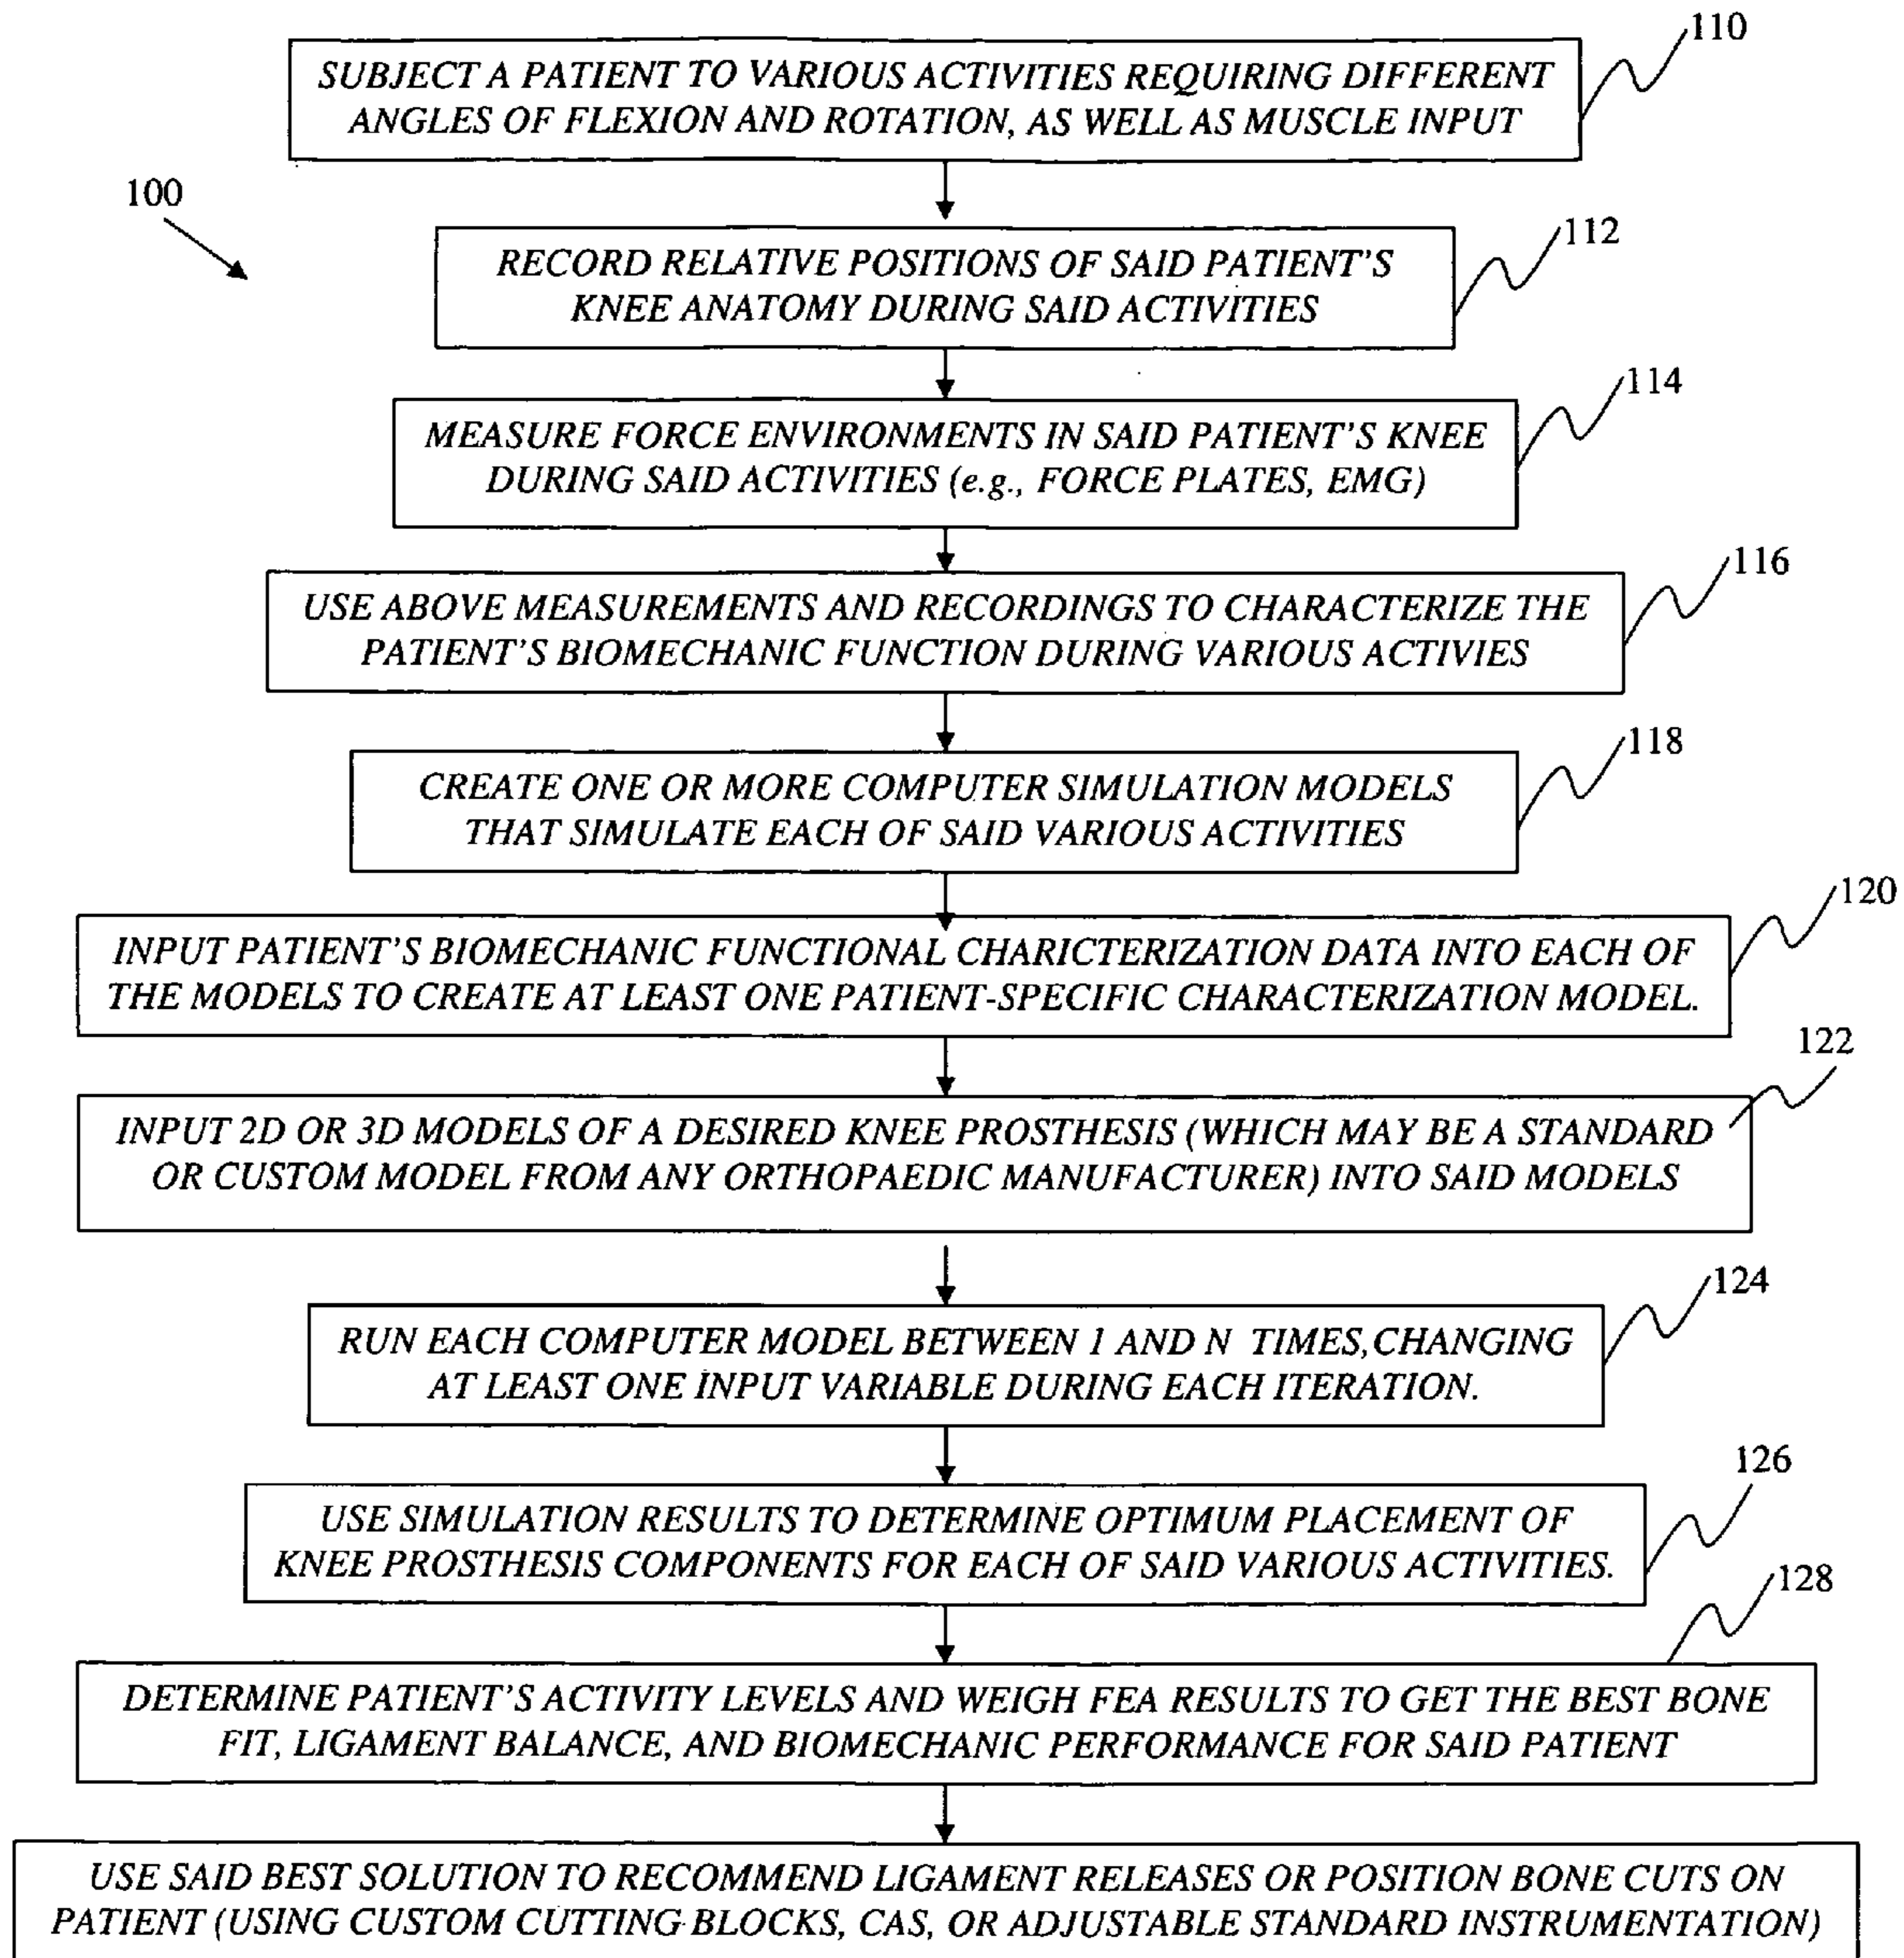 110
SUBJECT A PATIENT TO VARIOUS ACTIVITIES REQUIRING DIFFERENT
ANGLES OF FLEXION AND ROTATION, AS WELL AS MUSCLE INPUT
100
112
RECORD RELATIVE POSITIONS OF SAID PATIENT'S
KNEE ANATOMY DURING SAID ACTIVITIES
114
MEASURE FORCE ENVIRONMENTS IN SAID PATIENT'S KNEE
DURING SAID ACTIVITIES (e.g., FORCE PLATES, EMG)
116
USE ABOVE MEASUREMENTS AND RECORDINGS TO CHARACTERIZE THE
PATIENT'S BIOMECHANIC FUNCTION DURING VARIOUS ACTIVIES
118
CREATE ONE OR MORE COMPUTER SIMULATION MODELS
THAT SIMULATE EACH OF SAID VARIOUS ACTIVITIES
120
INPUT PATIENT'S BIOMECHANIC FUNCTIONAL CHARICTERIZATION DATA INTO EACH OF
THE MODELS TO CREATE AT LEAST ONE PATIENT-SPECIFIC CHARACTERIZATION MODEL.
122
INPUT 2D OR 3D MODELS OF A DESIRED KNEE PROSTHESIS (WHICH MAY BE A STANDARD
OR CUSTOM MODEL FROM ANY ORTHOPAEDIC MANUFACTURER) INTO SAID MODELS
124
RUN EACH COMPUTER MODEL BETWEEN 1 AND N TIMES, CHANGING
AT LEAST ONE INPUT VARIABLE DURING EACH ITERATION.
126
USE SIMULATION RESULTS TO DETERMINE OPTIMUM PLACEMENT OF
KNEE PROSTHESIS COMPONENTS FOR EACH OF SAID VARIOUS ACTIVITIES.
128
DETERMINE PATIENT'S ACTIVITY LEVELS AND WEIGH FEA RESULTS TO GET THE BEST BONE
FIT, LIGAMENT BALANCE, AND BIOMECHANIC PERFORMANCE FOR SAID PATIENT
USE SAID BEST SOLUTION TO RECOMMEND LIGAMENT RELEASES OR POSITION BONE CUTS ON
PATIENT (USING CUSTOM CUTTING BLOCKS, CAS, OR ADJUSTABLE STANDARD INSTRUMENTATION)